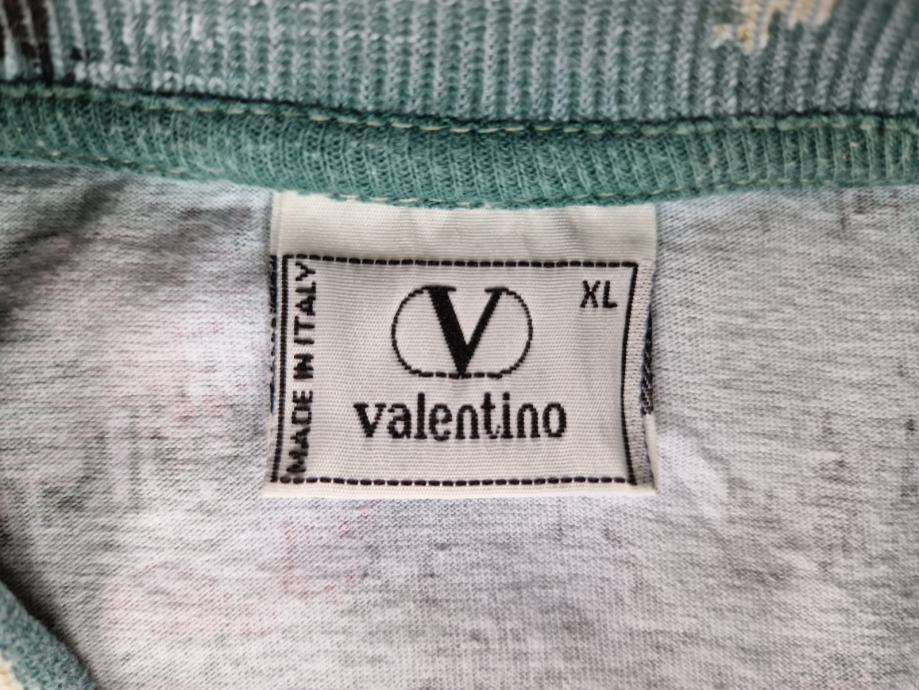 MADE IN ITALY
XL
V
valentino